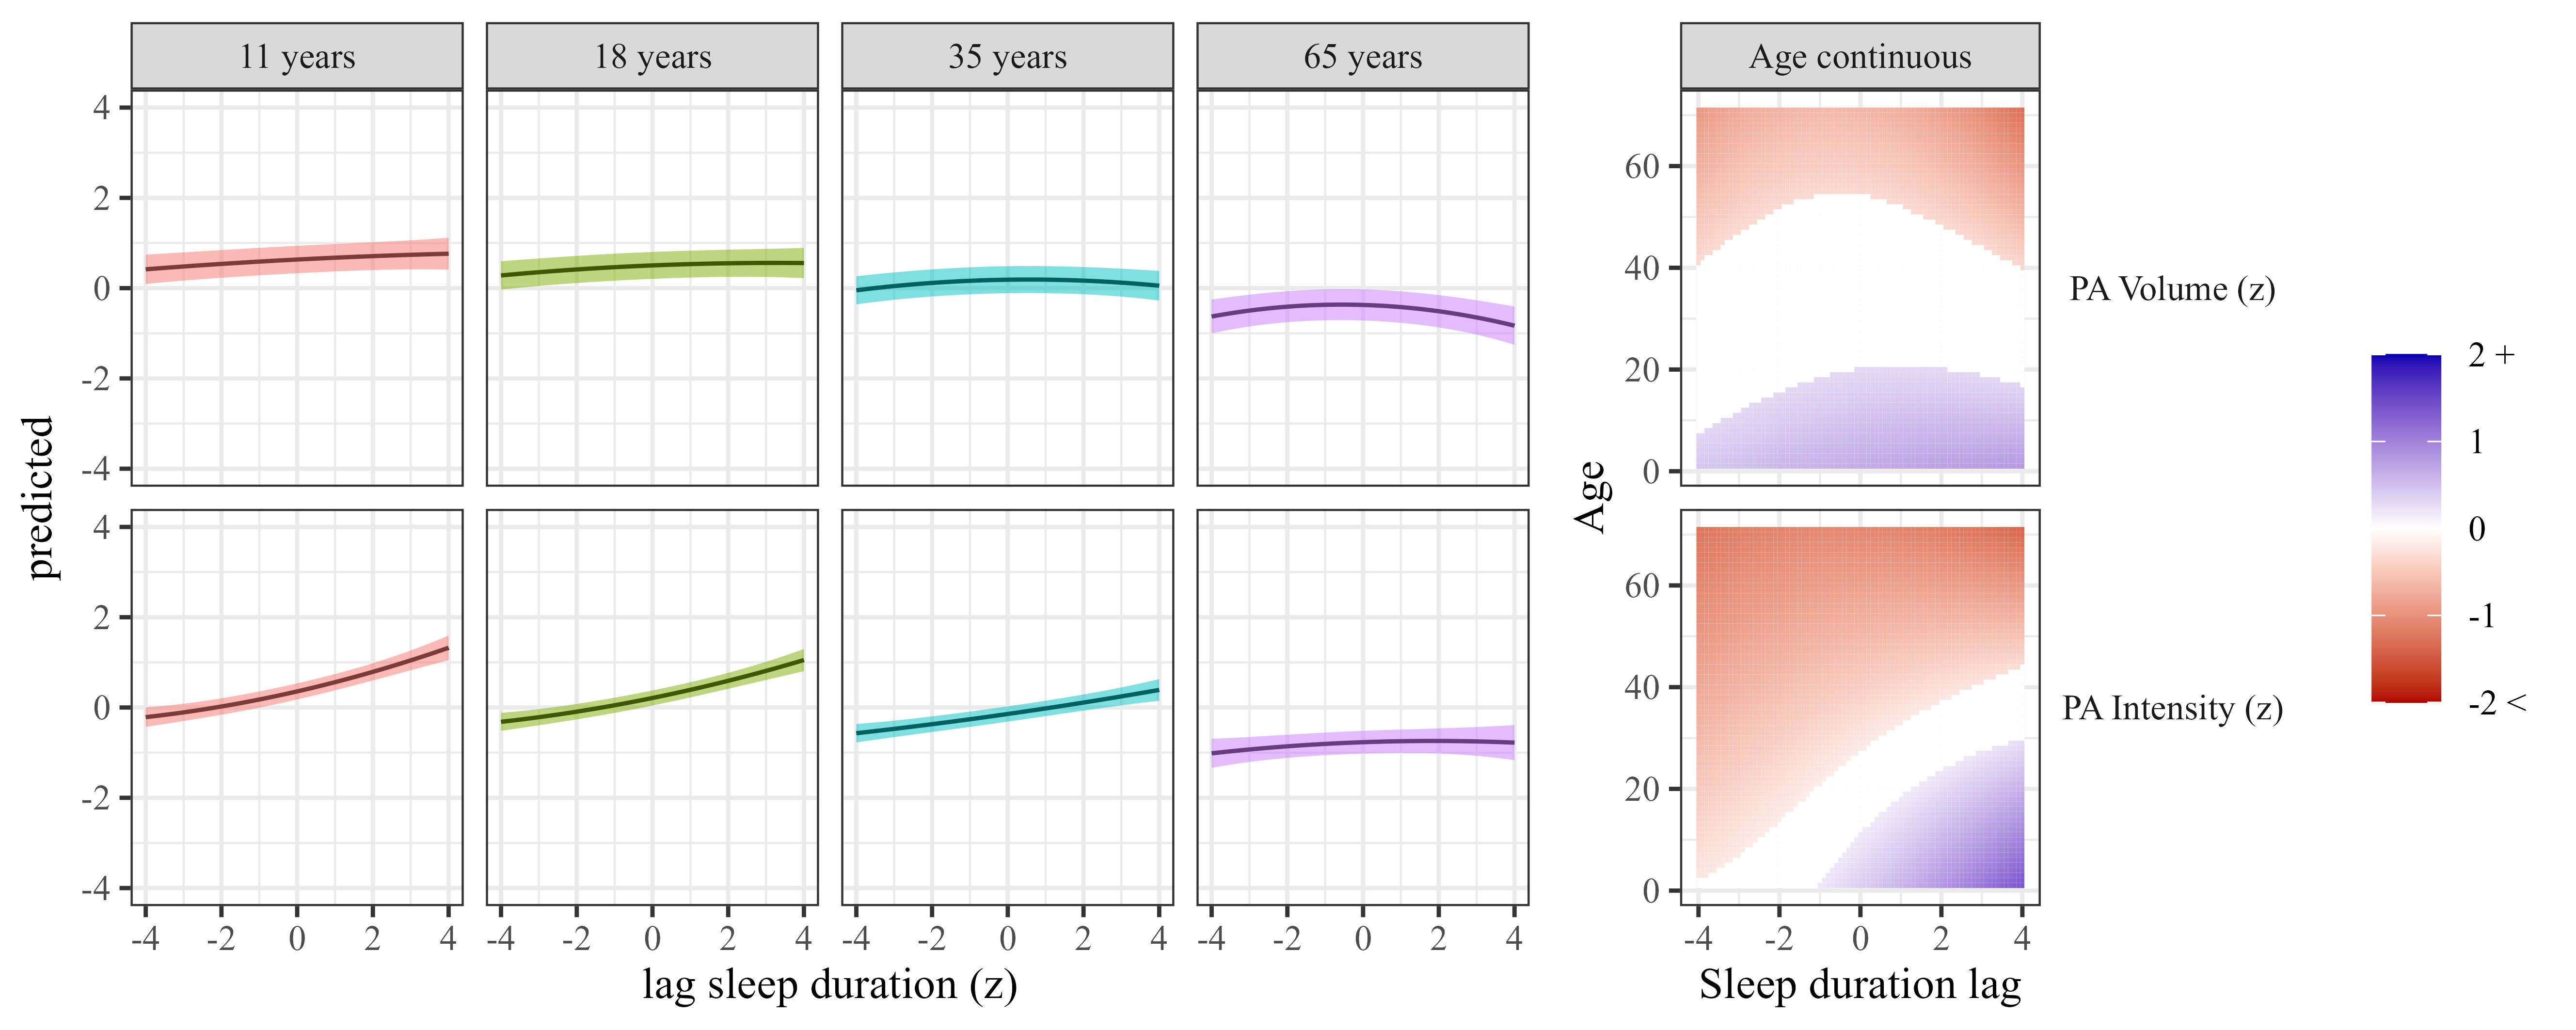 11 years
18 years
35 years
65 years
Age continuous
4
2
0
-2
-4
60
40
20
0
PA Volume (z)
4
2
0
-2
-4
60
40
20
0
PA Intensity (z)
predicted
Age
2 +
1
0
-1
-2 <
-4 -2 0 2 4
-4 -2 0 2 4
-4 -2 0 2 4
-4 -2 0 2 4
-4 -2 0 2 4
lag sleep duration (z)
Sleep duration lag